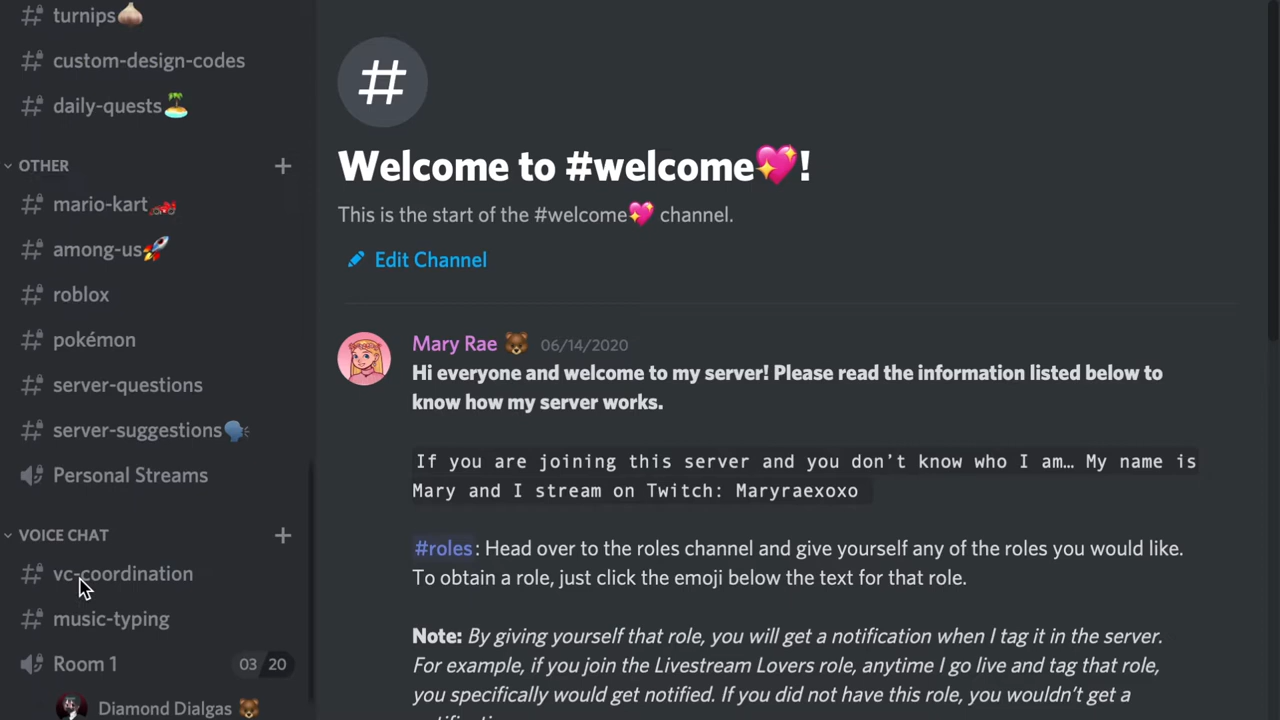 turnips🧄
custom-design-codes
daily-quests🏝️
OTHER
mario-kart🏎️
among-us🚀
roblox
pokémon
server-questions
server-suggestions🗣️
Personal Streams
VOICE CHAT
vc-coordination
music-typing
Room 1 03 20
Diamond Dialgas 🐻
Welcome to #welcome💖!
This is the start of the #welcome💖 channel.
Edit Channel
Mary Rae 🐻 06/14/2020
Hi everyone and welcome to my server! Please read the information listed below to
know how my server works.
If you are joining this server and you don’t know who I am… My name is
Mary and I stream on Twitch: Maryraexoxo
#roles: Head over to the roles channel and give yourself any of the roles you would like.
To obtain a role, just click the emoji below the text for that role.
Note: By giving yourself that role, you will get a notification when I tag it in the server.
For example, if you join the Livestream Lovers role, anytime I go live and tag that role,
you specifically would get notified. If you did not have this role, you wouldn’t get a